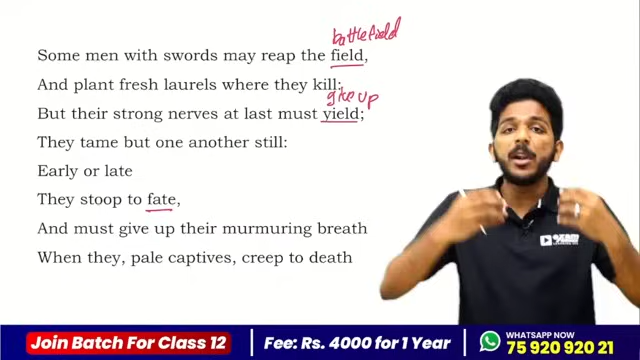 battlefield
Some men with swords may reap the field,
And plant fresh laurels where they kill;
give up
But their strong nerves at last must yield;
They tame but one another still:
Early or late
They stoop to fate,
And must give up their murmuring breath
When they, pale captives, creep to death
Join Batch For Class 12
Fee: Rs. 4000 for 1 Year
WHATSAPP NOW
75 920 920 21